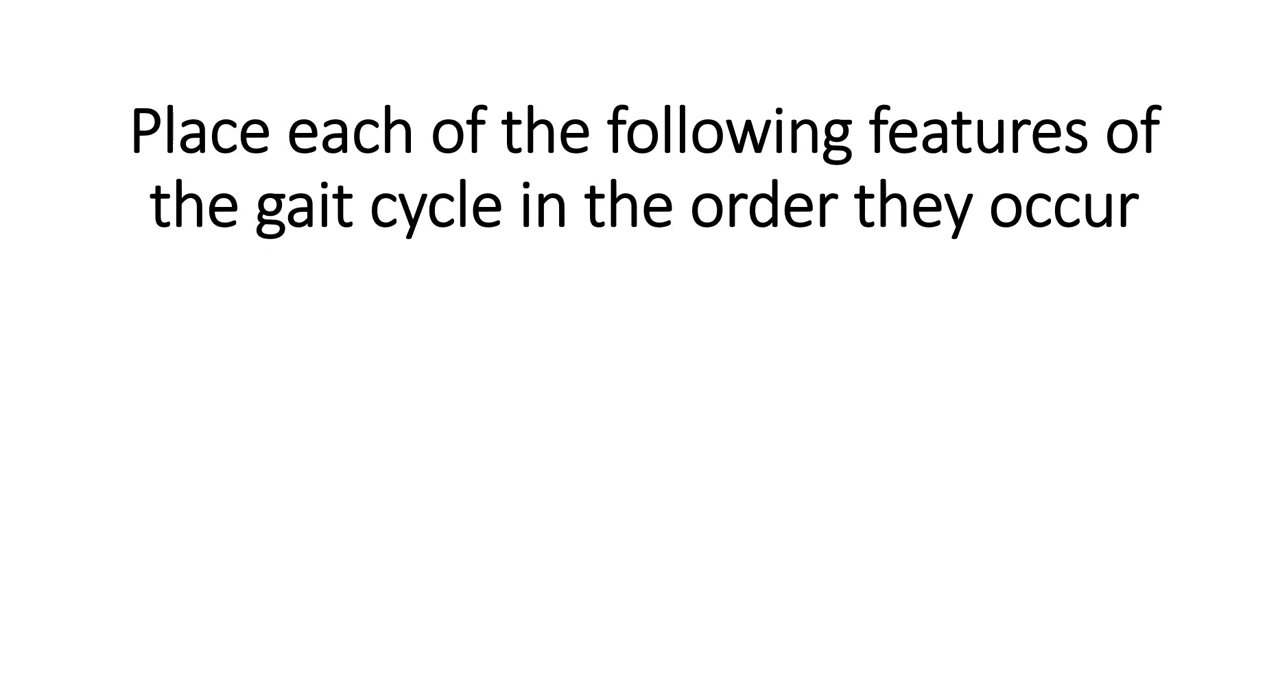 Place each of the following features of
the gait cycle in the order they occur